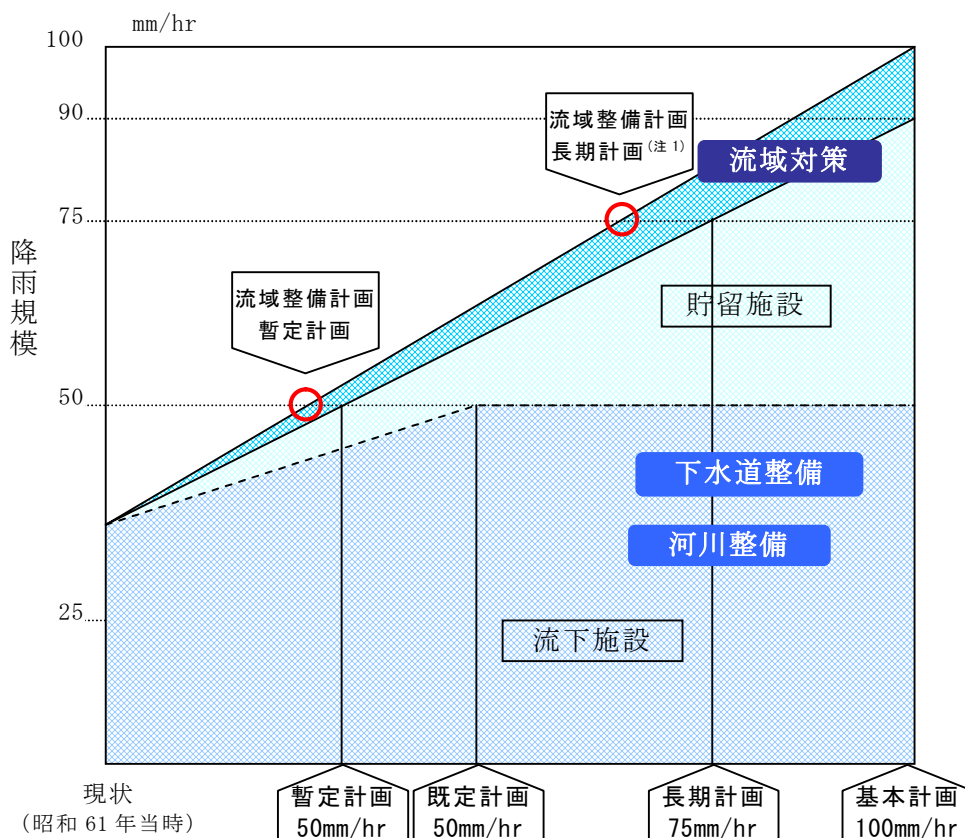 mm/hr
100
90
流域整備計画
長期計画(注 1)
流域対策
75
降雨規模
流域整備計画
暫定計画
貯留施設
50
下水道整備
河川整備
25
流下施設
現状
（昭和 61 年当時）
暫定計画
50mm/hr
既定計画
50mm/hr
長期計画
75mm/hr
基本計画
100mm/hr